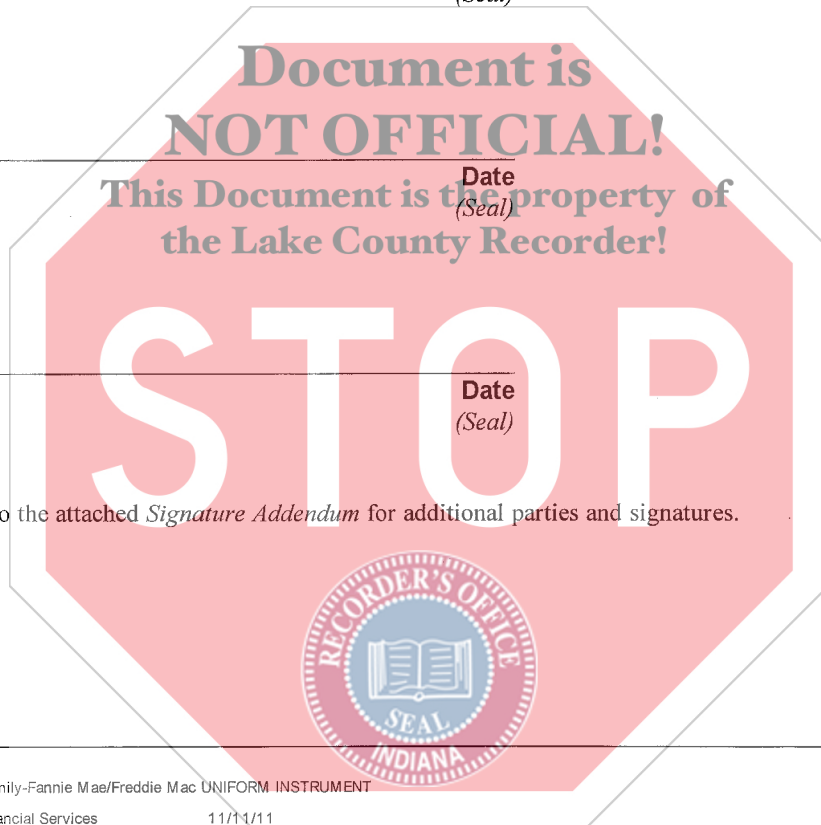 (Seal)
Document is
NOT OFFICIAL!
Date
This Document is the property of
(Seal)
the Lake County Recorder!
STOP
Date
(Seal)
o the attached Signature Addendum for additional parties and signatures.
RECORDER'S OFFICE
SEAL
INDIANA
nily-Fannie Mae/Freddie Mac UNIFORM INSTRUMENT
ancial Services 11/11/11